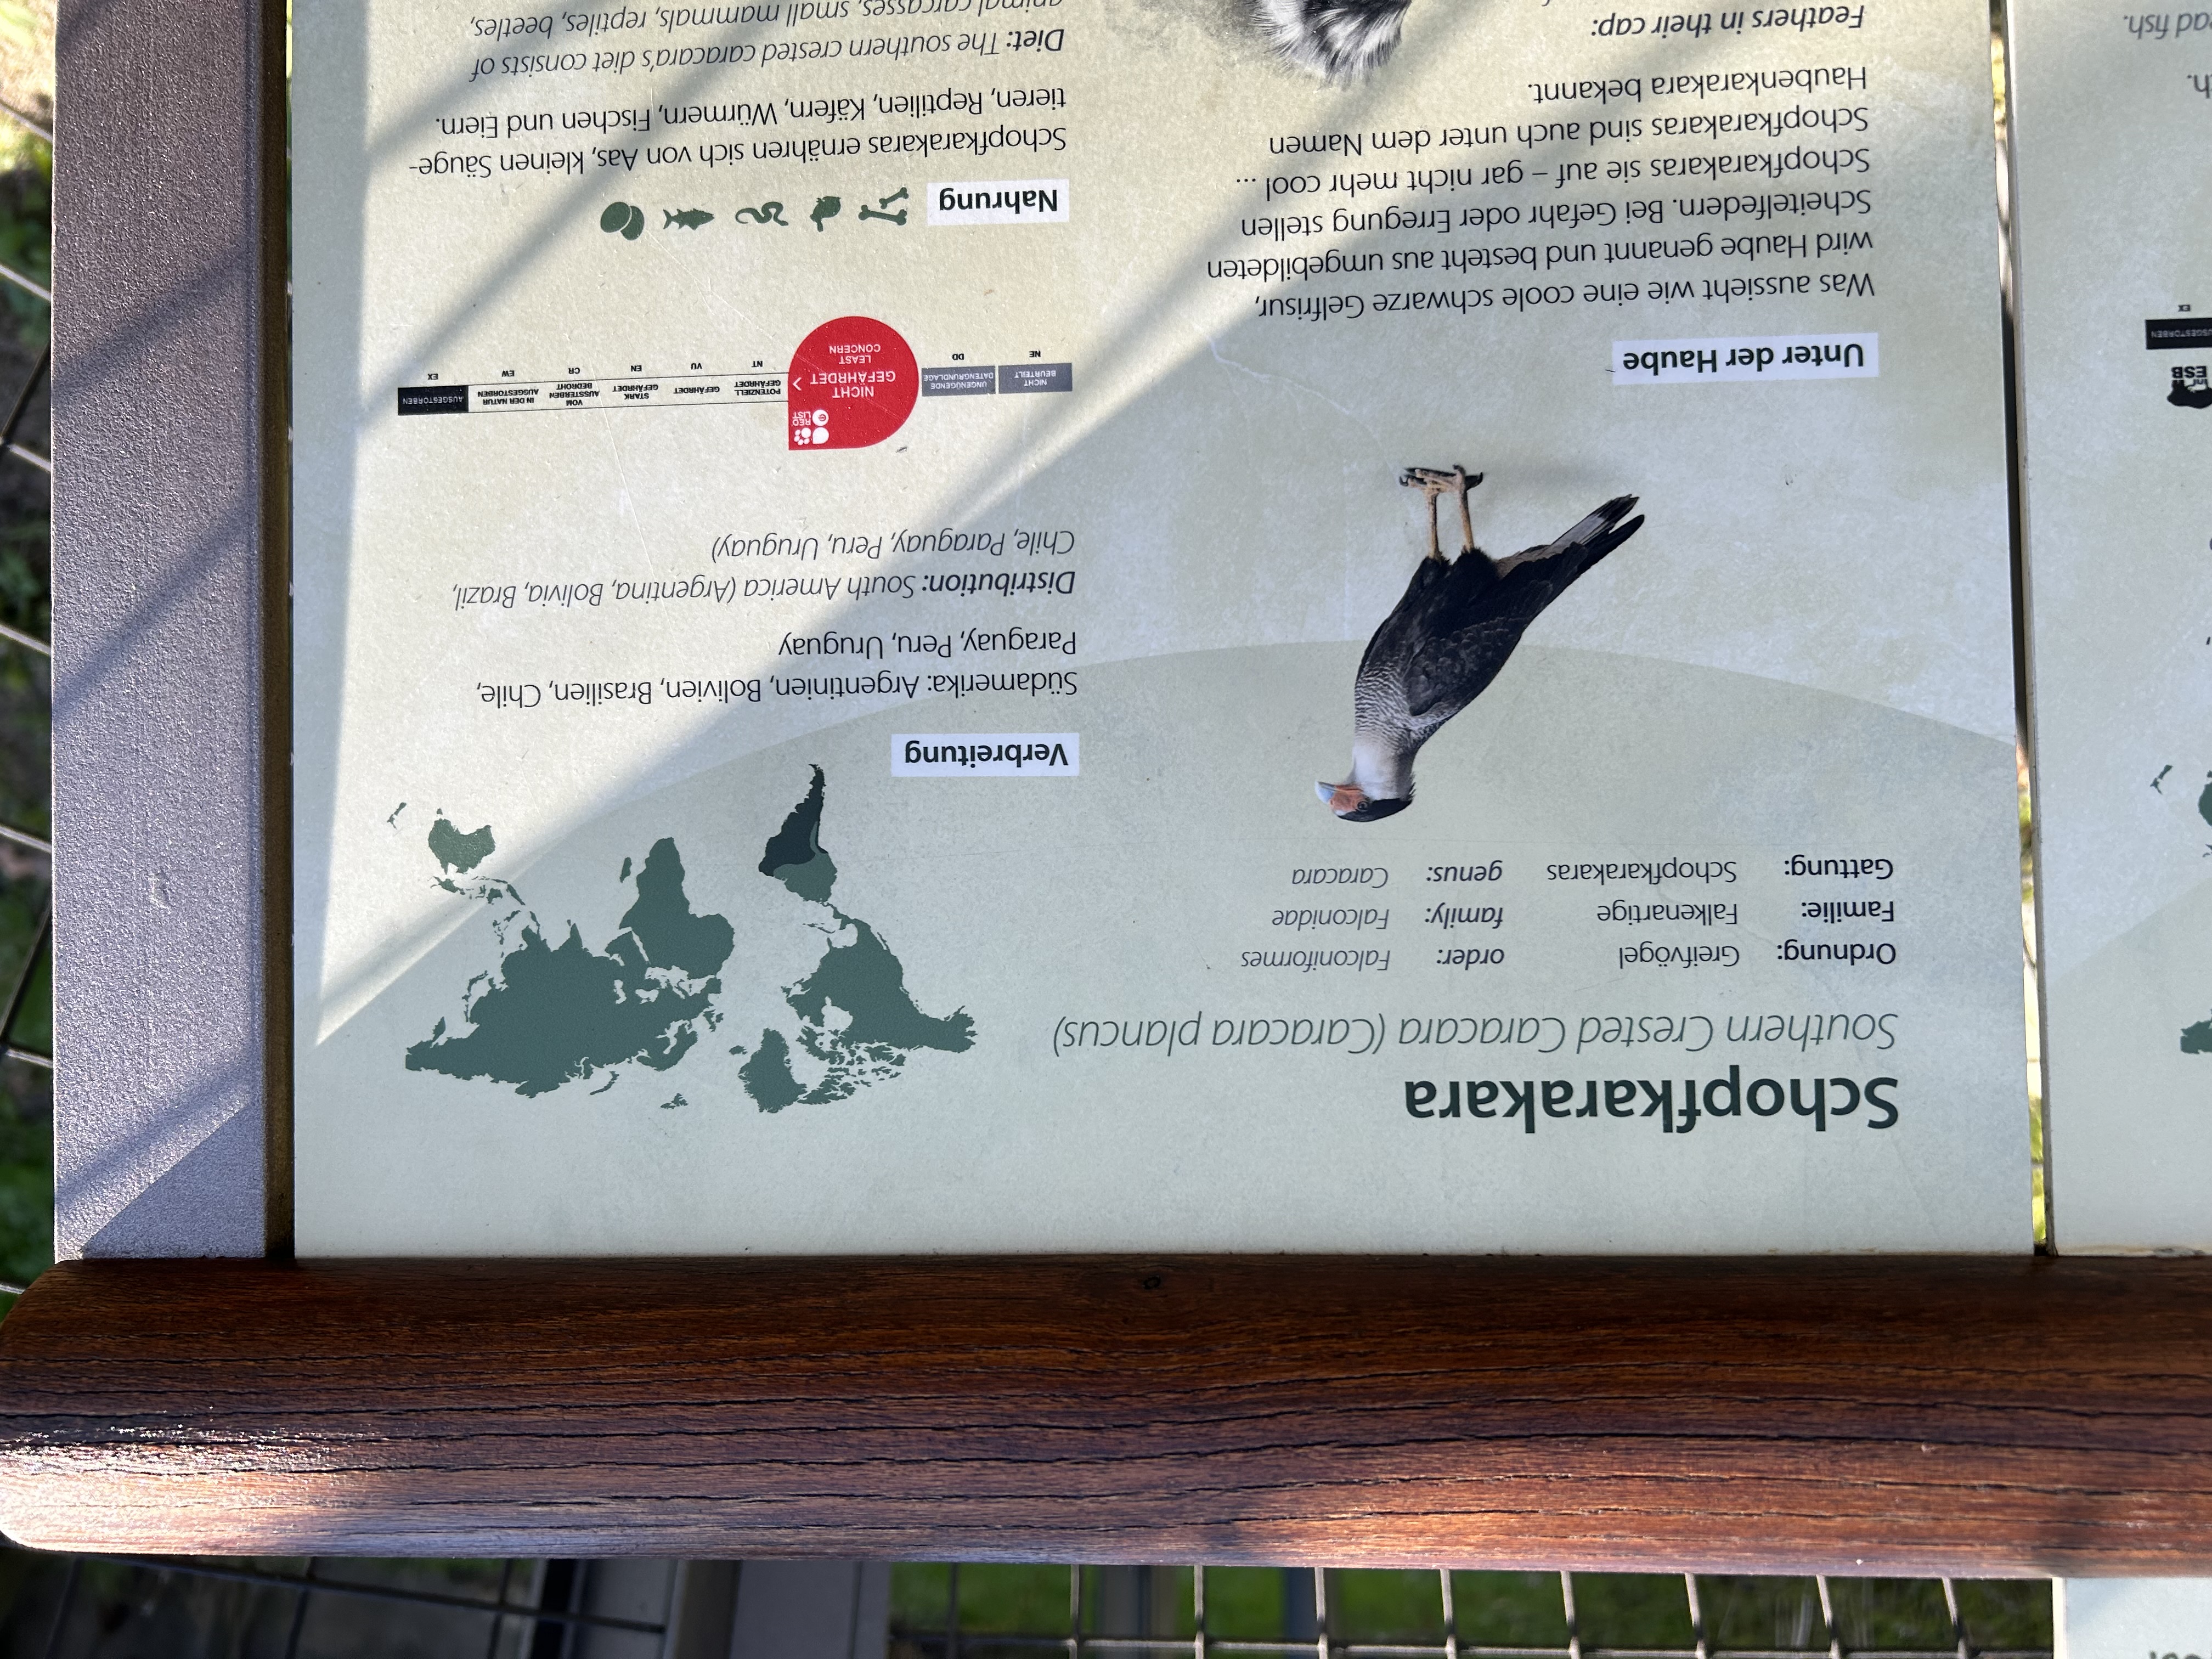 Schopfkarakara
Southern Crested Caracara (Caracara plancus)
Ordnung: Greifvögel order: Falconiformes
Familie: Falkenartige family: Falconidae
Gattung: Schopfkarakaras genus: Caracara
Verbreitung
Südamerika: Argentinien, Bolivien, Brasilien, Chile,
Paraguay, Peru, Uruguay
Distribution: South America (Argentina, Bolivia, Brazil,
Chile, Paraguay, Peru, Uruguay)
NICHT
BEURTEILT
NE
UNGENÜGENDE
DATENGRUNDLAGE
DD
RED
LIST
NICHT
GEFÄHRDET
LEAST
CONCERN
POTENZIELL
GEFÄHRDET
NT
GEFÄHRDET
VU
STARK
GEFÄHRDET
EN
VOM
AUSSTERBEN
BEDROHT
CR
IN DER NATUR
AUSGESTORBEN
EW
AUSGESTORBEN
EX
Unter der Haube
Was aussieht wie eine coole schwarze Gelfrisur,
wird Haube genannt und besteht aus umgebildeten
Scheitelfedern. Bei Gefahr oder Erregung stellen
Schopfkarakaras sie auf – gar nicht mehr cool ...
Schopfkarakaras sind auch unter dem Namen
Haubenkarakara bekannt.
Feathers in their cap:
Nahrung
Schopfkarakaras ernähren sich von Aas, kleinen Säuge-
tieren, Reptilien, Käfern, Würmern, Fischen und Eiern.
Diet: The southern crested caracara's diet consists of
animal carcasses, small mammals, reptiles, beetles,
ESB
EX
fish.